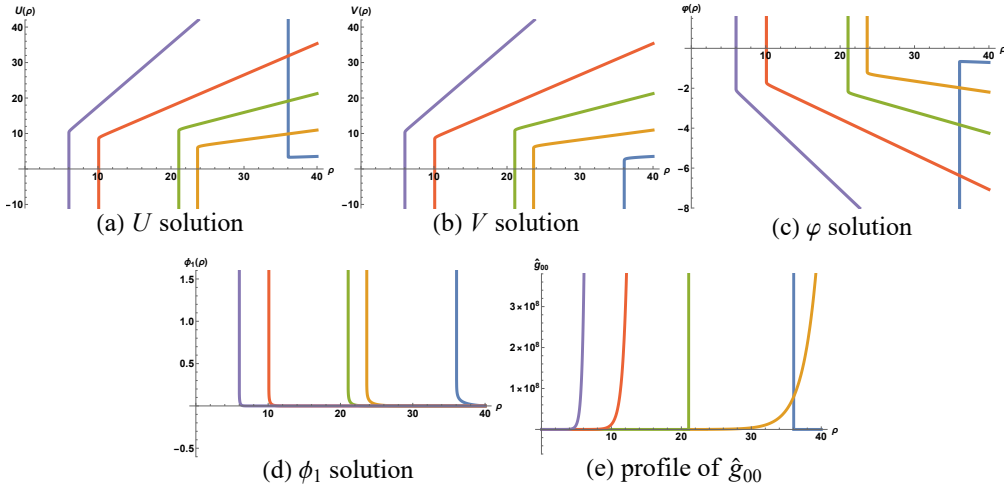 U(ρ)
40
30
20
10
-10
10
20
30
40
ρ
(a) U solution
V(ρ)
40
30
20
10
-10
10
20
30
40
ρ
(b) V solution
φ(ρ)
10
20
30
40
ρ
-2
-4
-6
-8
(c) φ solution
ϕ₁(ρ)
1.5
1.0
0.5
-0.5
10
20
30
40
ρ
(d) ϕ₁ solution
ĝ₀₀
3×10⁸
2×10⁸
1×10⁸
10
20
30
40
ρ
(e) profile of ĝ₀₀